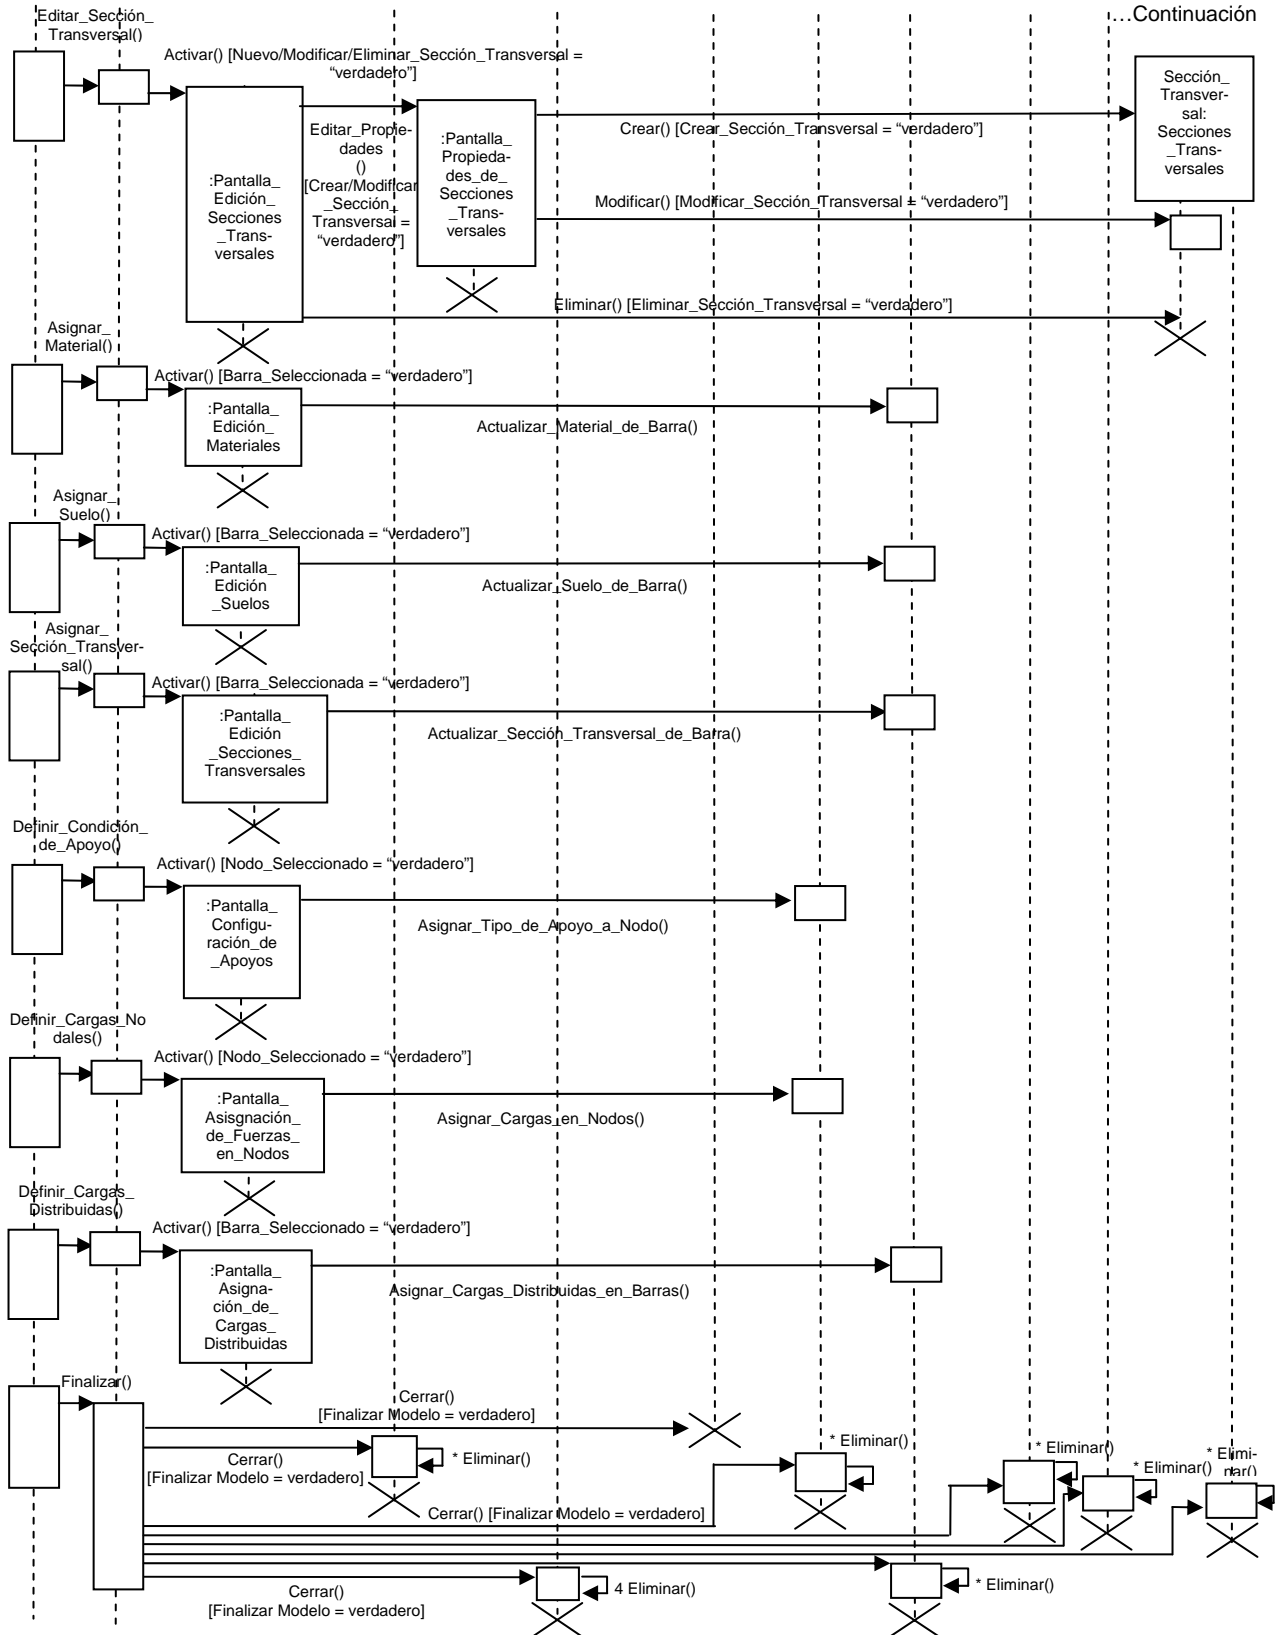 …Continuación
Editar_Sección_
Transversal()
Activar() [Nuevo/Modificar/Eliminar_Sección_Transversal =
“verdadero”]
:Pantalla_
Edición_
Secciones
_Trans-
versales
Editar_Propie-
dades
()
[Crear/Modificar
_Sección_
Transversal =
“verdadero”]
:Pantalla_
Propieda-
des_de_
Secciones
_Trans-
versales
Crear() [Crear_Sección_Transversal = “verdadero”]
Sección_
Transver-
sal:
Secciones
_Trans-
versales
Modificar() [Modificar_Sección_Transversal = “verdadero”]
Eliminar() [Eliminar_Sección_Transversal = “verdadero”]
Asignar_
Material()
Activar() [Barra_Seleccionada = “verdadero”]
:Pantalla_
Edición_
Materiales
Actualizar_Material_de_Barra()
Asignar_
Suelo()
Activar() [Barra_Seleccionada = “verdadero”]
:Pantalla_
Edición
_Suelos
Actualizar_Suelo_de_Barra()
Asignar_
Sección_Transver-
sal()
Activar() [Barra_Seleccionada = “verdadero”]
:Pantalla_
Edición
_Secciones_
Transversales
Actualizar_Sección_Transversal_de_Barra()
Definir_Condición_
de_Apoyo()
Activar() [Nodo_Seleccionado = “verdadero”]
:Pantalla_
Configu-
ración_de
_Apoyos
Asignar_Tipo_de_Apoyo_a_Nodo()
Definir_Cargas_No
dales()
Activar() [Nodo_Seleccionado = “verdadero”]
:Pantalla_
Asisgnación_
de_Fuerzas_
en_Nodos
Asignar_Cargas_en_Nodos()
Definir_Cargas_
Distribuidas()
Activar() [Barra_Seleccionado = “verdadero”]
:Pantalla_
Asigna-
ción_de_
Cargas_
Distribuidas
Asignar_Cargas_Distribuidas_en_Barras()
Finalizar()
Cerrar()
[Finalizar Modelo = verdadero]
Cerrar()
[Finalizar Modelo = verdadero]
* Eliminar()
* Eliminar()
* Eliminar()
* Eliminar()
* Elimi-
nar()
Cerrar() [Finalizar Modelo = verdadero]
Cerrar()
[Finalizar Modelo = verdadero]
4 Eliminar()
* Eliminar()